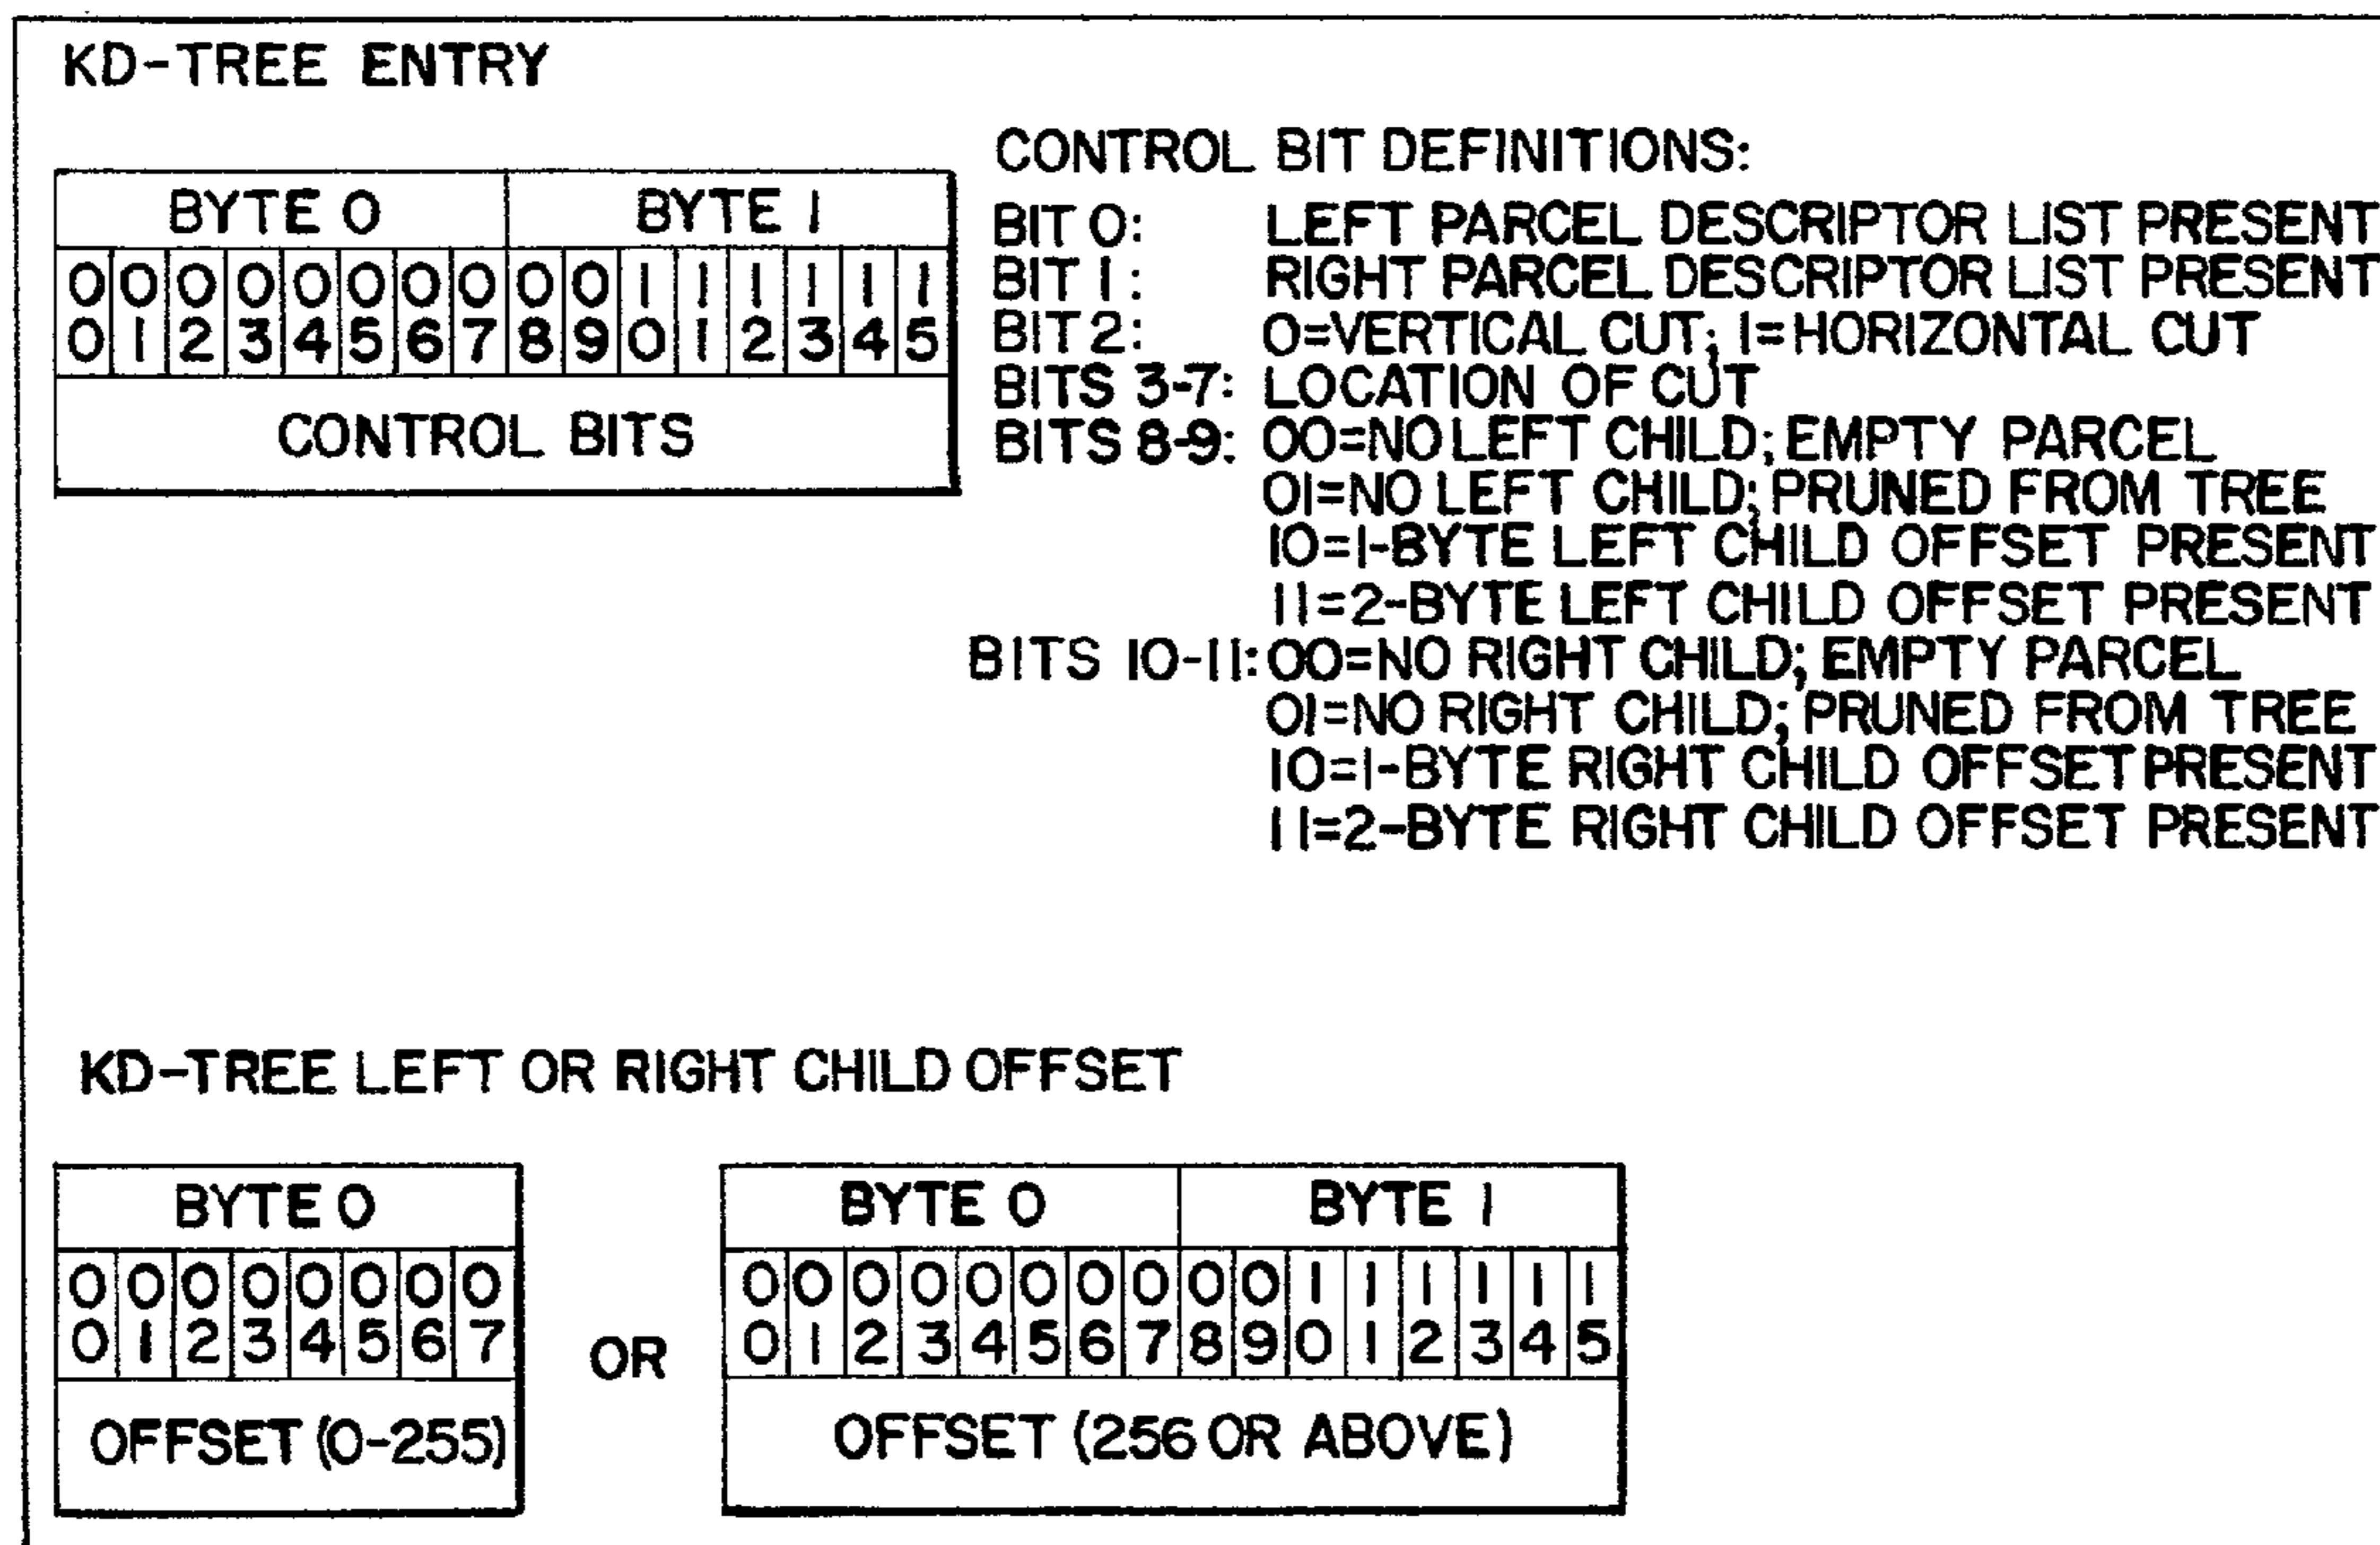 KD-TREE ENTRY
BYTE 0 BYTE 1
0 0 0 0 0 0 0 0 0 0 1 1 1 1 1 1
0 1 2 3 4 5 6 7 8 9 0 1 2 3 4 5
CONTROL BITS
CONTROL BIT DEFINITIONS:
BIT 0: LEFT PARCEL DESCRIPTOR LIST PRESENT
BIT 1: RIGHT PARCEL DESCRIPTOR LIST PRESENT
BIT 2: 0=VERTICAL CUT; 1=HORIZONTAL CUT
BITS 3-7: LOCATION OF CUT
BITS 8-9: 00=NO LEFT CHILD; EMPTY PARCEL
01=NO LEFT CHILD; PRUNED FROM TREE
10=1-BYTE LEFT CHILD OFFSET PRESENT
11=2-BYTE LEFT CHILD OFFSET PRESENT
BITS 10-11: 00=NO RIGHT CHILD; EMPTY PARCEL
01=NO RIGHT CHILD; PRUNED FROM TREE
10=1-BYTE RIGHT CHILD OFFSET PRESENT
11=2-BYTE RIGHT CHILD OFFSET PRESENT
KD-TREE LEFT OR RIGHT CHILD OFFSET
BYTE 0
0 0 0 0 0 0 0 0
0 1 2 3 4 5 6 7
OFFSET (0-255)
OR
BYTE 0 BYTE 1
0 0 0 0 0 0 0 0 0 0 1 1 1 1 1 1
0 1 2 3 4 5 6 7 8 9 0 1 2 3 4 5
OFFSET (256 OR ABOVE)